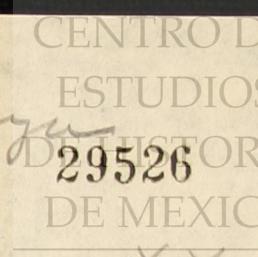 CENTRO D
ESTUDIOS
DE HISTOR
29526
DE MEXIC